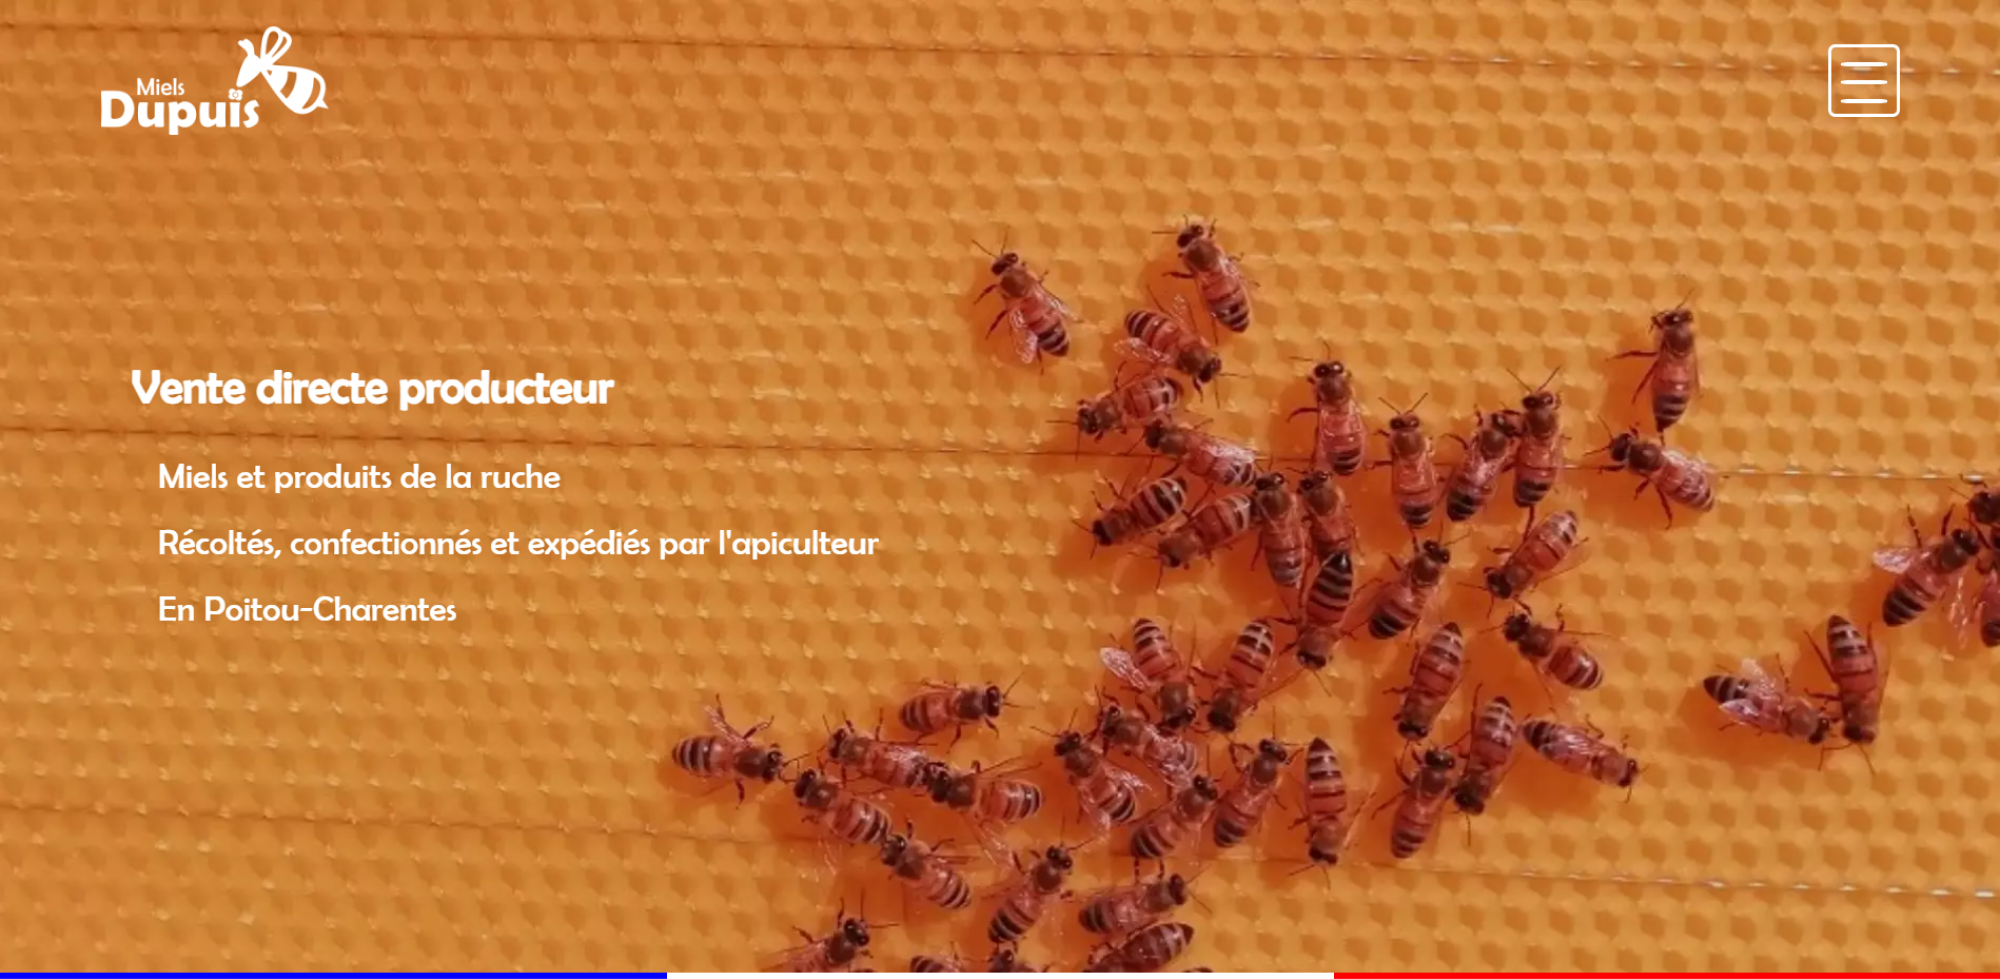 Miels
Dupuis
Vente directe producteur
Miels et produits de la ruche
Récoltés, confectionnés et expédiés par l'apiculteur
En Poitou-Charentes